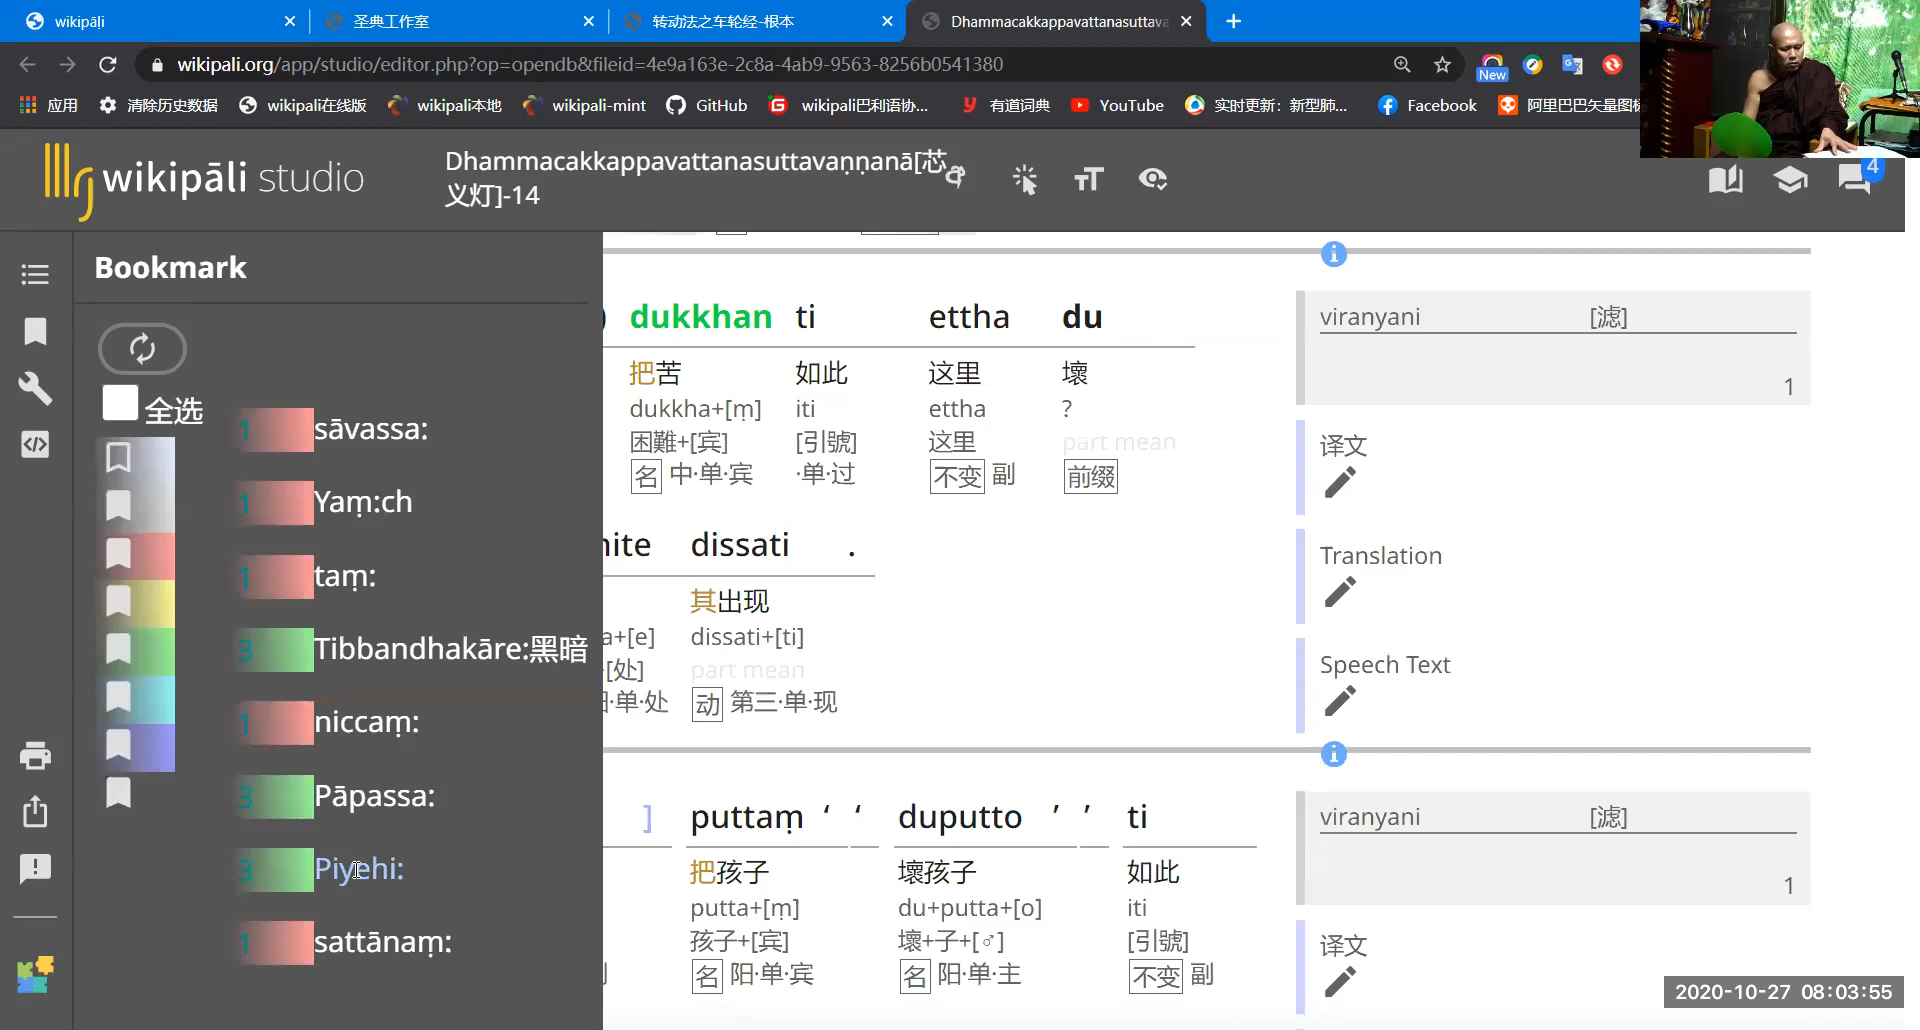 wikipāḷi
圣典工作室
转动法之车轮经-根本
Dhammacakkappavattanasuttava
wikipali.org/app/studio/editor.php?op=opendb&fileid=4e9a163e-2c8a-4ab9-9563-8256b0541380
New
应用
清除历史数据
wikipali在线版
wikipali本地
wikipali-mint
GitHub
wikipali巴利语协...
有道词典
YouTube
实时更新：新型肺...
Facebook
阿里巴巴矢量图标
wikipāli studio
Dhammacakkappavattanasuttavaṇṇanā[芯
义灯]-14
4
Bookmark
全选
1 sāvassa:
1 Yaṃ:ch
1 taṃ:
3 Tibbandhakāre:黑暗
1 niccaṃ:
3 Pāpassa:
3 Piyehi:
1 sattānaṃ:
) dukkhan ti ettha du
把苦 如此 这里 壞
dukkha+[ṃ] iti ettha ?
困難+[宾] [引號] 这里 part mean
名 中·单·宾 ·单·过 不变 副 前缀
hite dissati .
其出现
a+[e] dissati+[ti]
[处] part mean
·单·处 动 第三·单·现
] puttaṃ ‘ ‘ duputto ’ ’ ti
把孩子 壞孩子 如此
putta+[ṃ] du+putta+[o] iti
孩子+[宾] 壞+子+[♂] [引號]
名 阳·单·宾 名 阳·单·主 不变 副
viranyani [滤]
1
译文
Translation
Speech Text
viranyani [滤]
1
译文
2020-10-27 08:03:55